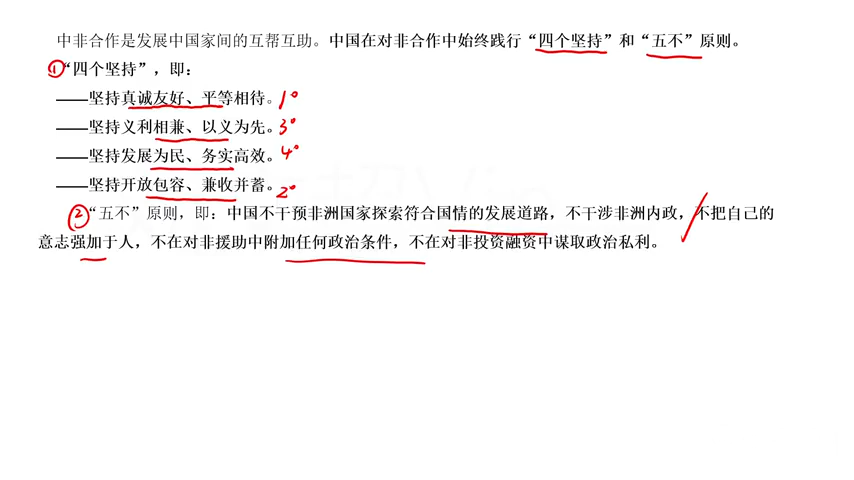 中非合作是发展中国家间的互帮互助。中国在对非合作中始终践行“四个坚持”和“五不”原则。
①“四个坚持”,即:
——坚持真诚友好、平等相待。1°
——坚持义利相兼、以义为先。3°
——坚持发展为民、务实高效。4°
——坚持开放包容、兼收并蓄。2°
②“五不”原则,即:中国不干预非洲国家探索符合国情的发展道路,不干涉非洲内政,不把自己的
意志强加于人,不在对非援助中附加任何政治条件,不在对非投资融资中谋取政治私利。